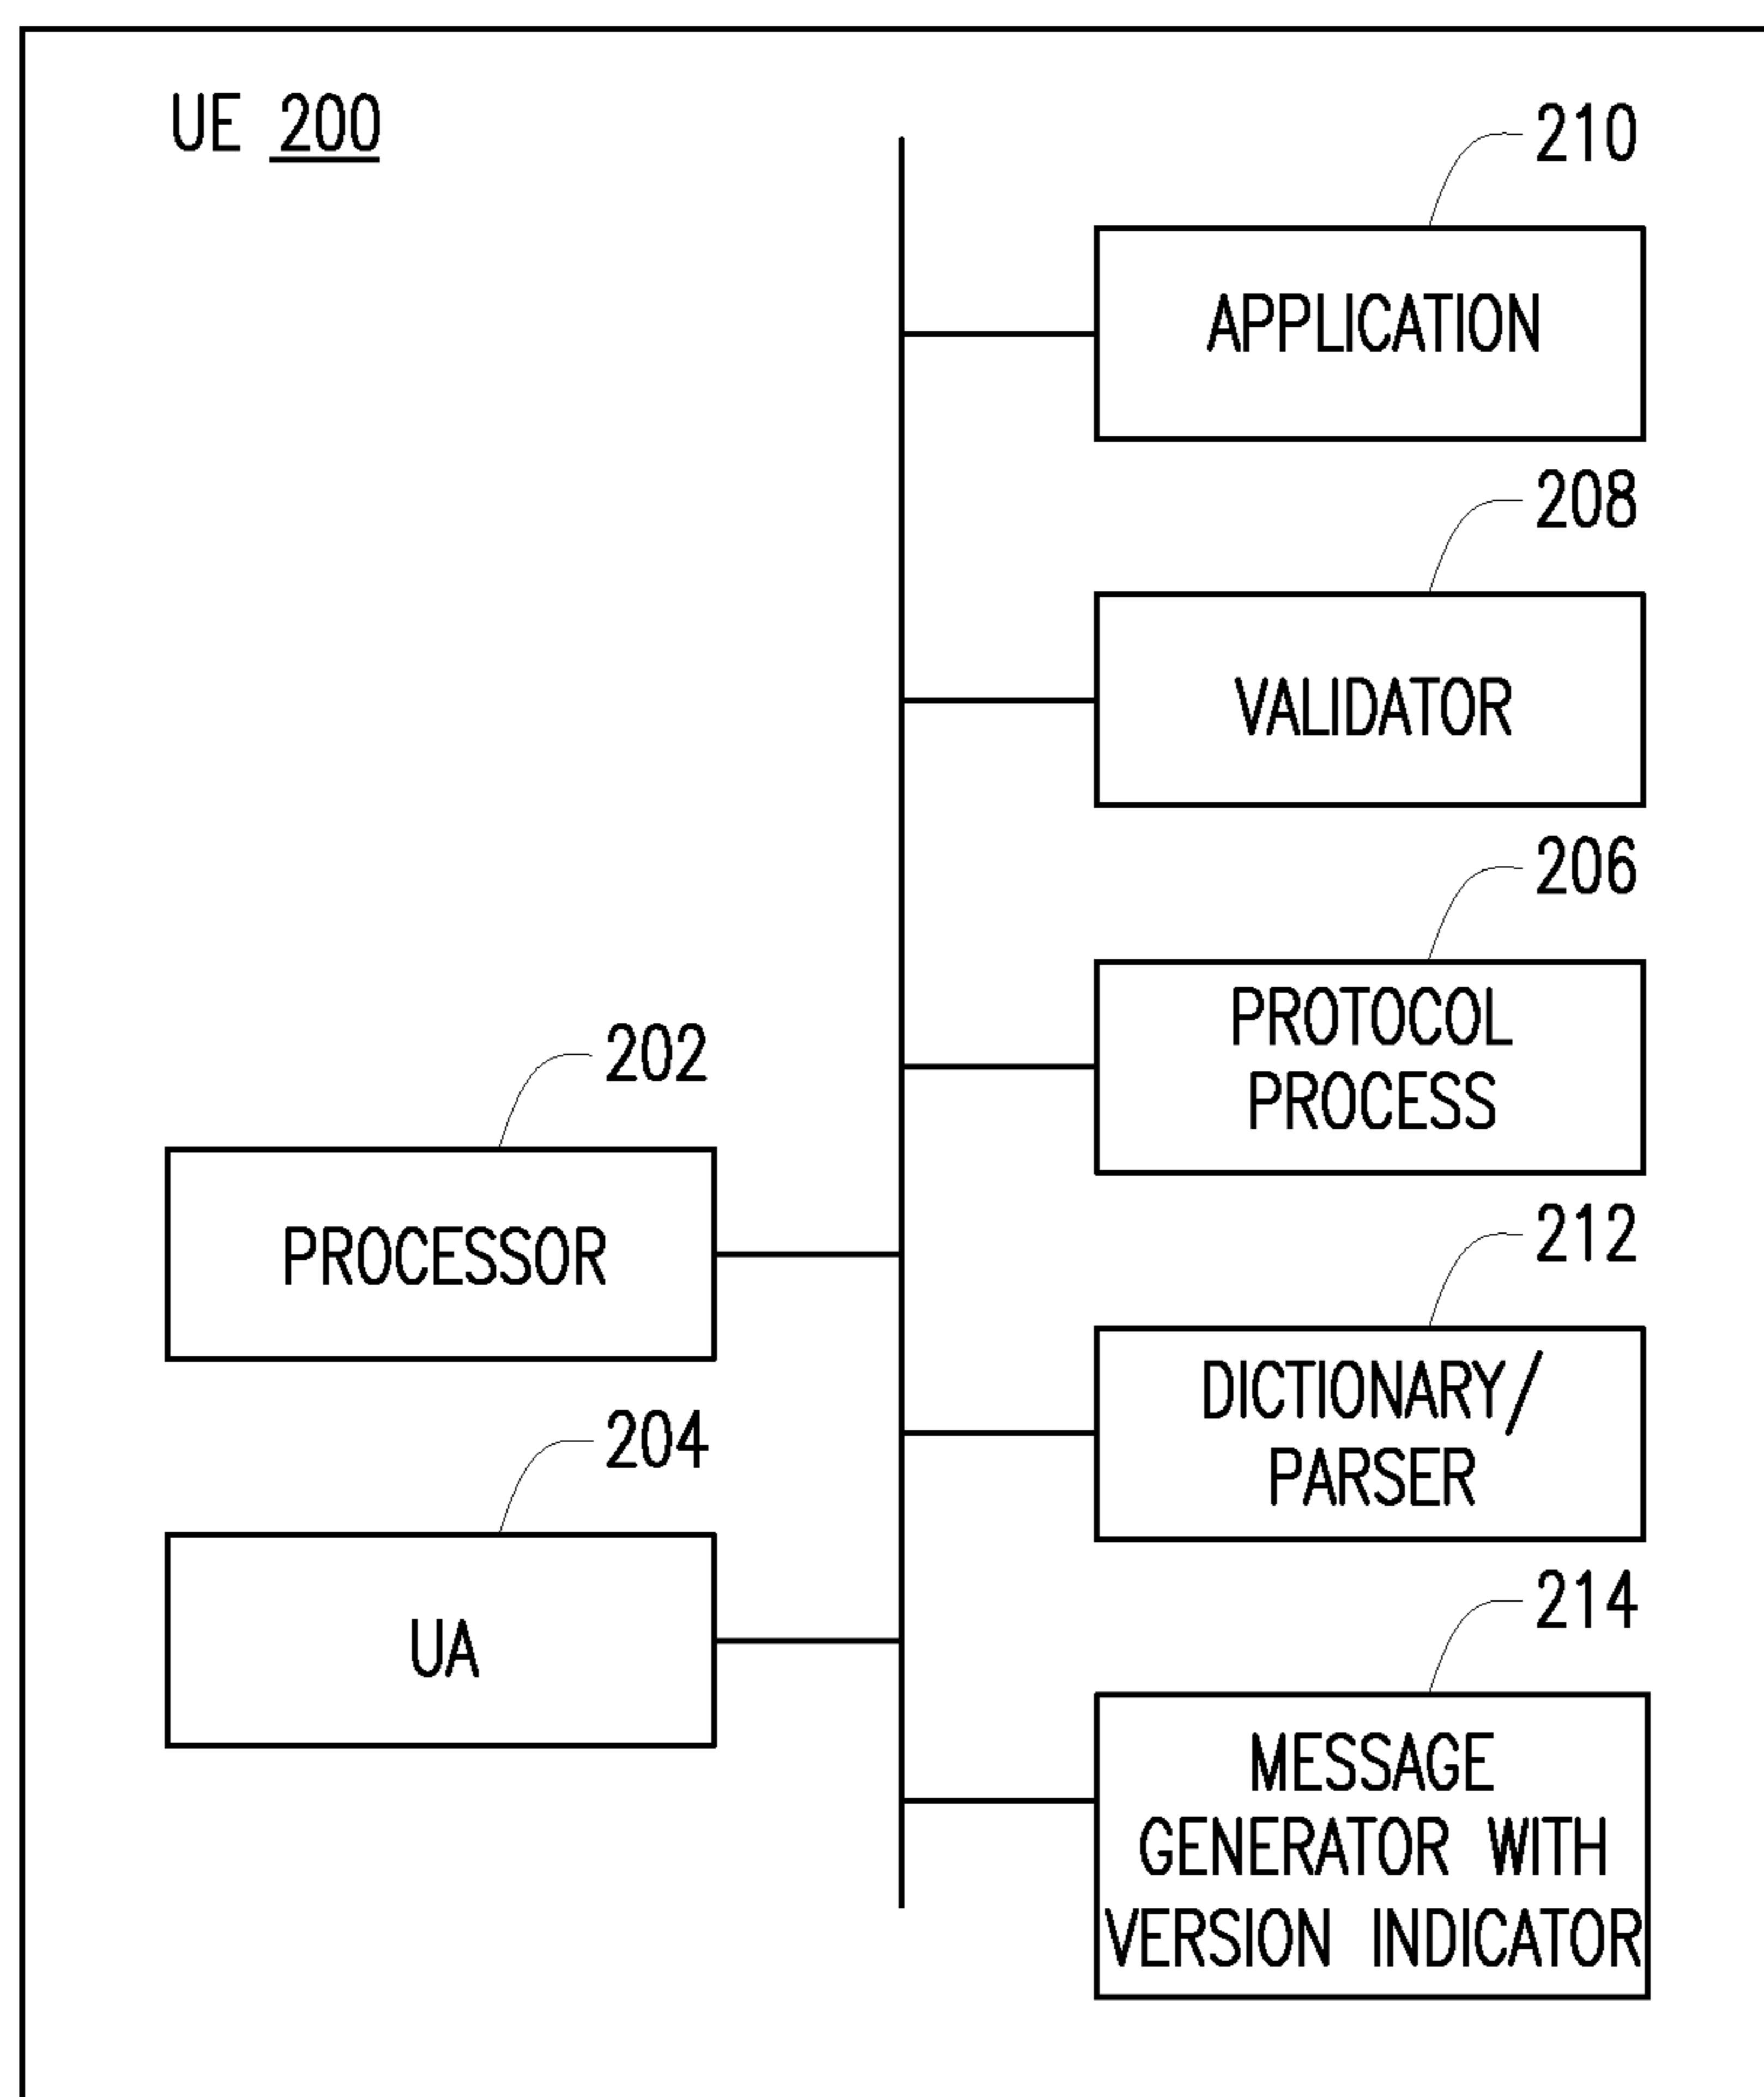 UE 200
210
APPLICATION
208
VALIDATOR
206
PROTOCOL
PROCESS
202
PROCESSOR
212
DICTIONARY/
PARSER
204
UA
214
MESSAGE
GENERATOR WITH
VERSION INDICATOR